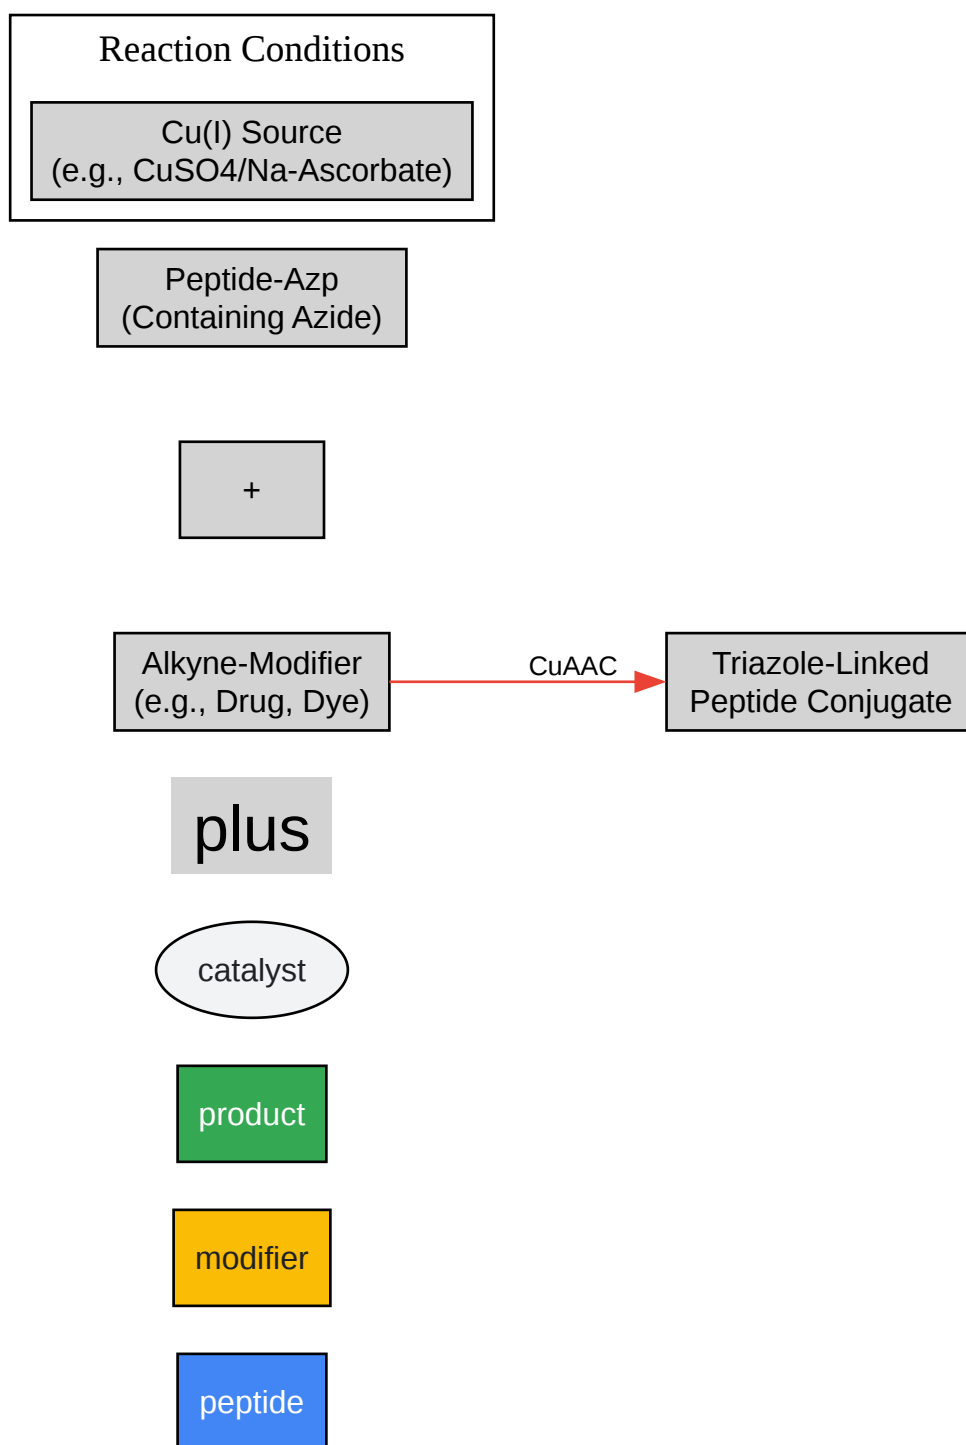 Reaction Conditions
Cu(I) Source
(e.g., CuSO4/Na-Ascorbate)
Peptide-Azp
(Containing Azide)
+
Alkyne-Modifier
(e.g., Drug, Dye)
CuAAC
Triazole-Linked
Peptide Conjugate
plus
catalyst
product
modifier
peptide